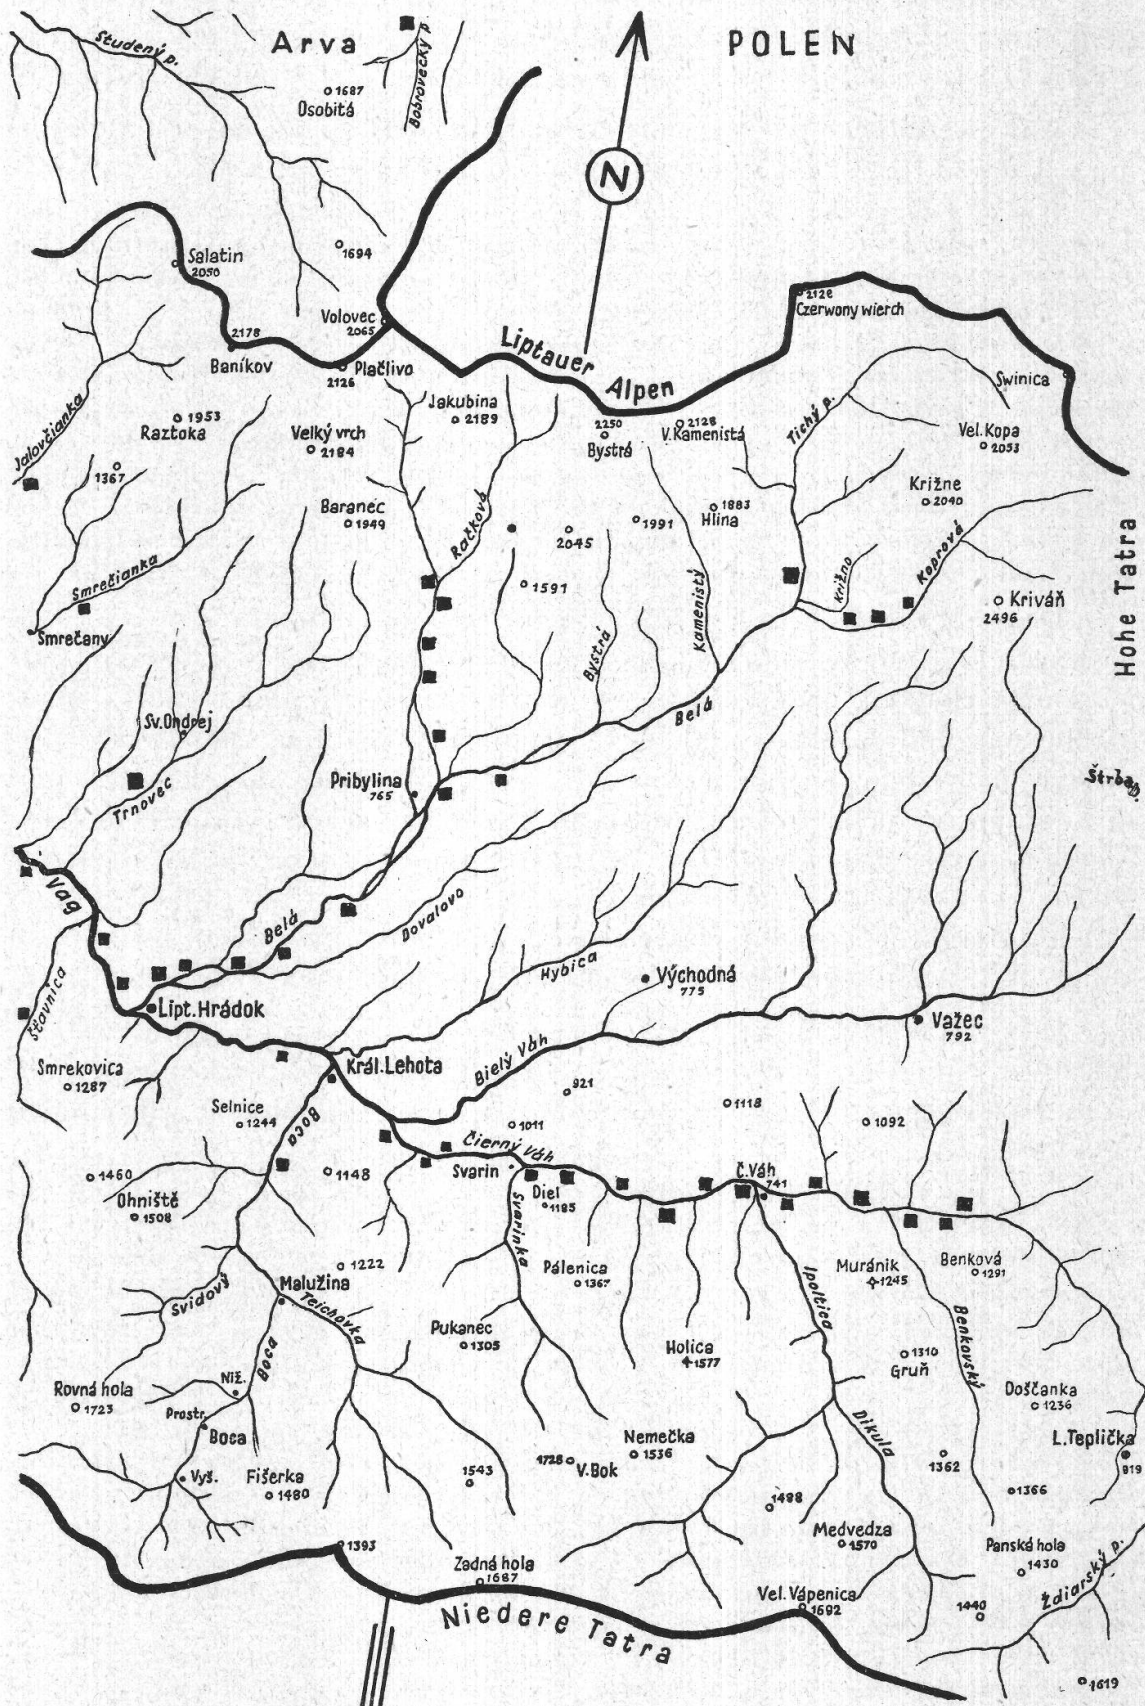 Arva
POLEN
Studený p.
Bobrovecký p.
1687
Osobitá
N
1694
Salatin
2050
Volovec
2065
2178
Baníkov
Plačlivo
2126
Liptauer
Alpen
Czerwony wierch
Swinica
Jakubina
2189
2250
Bystrá
2128
V.Kamenistá
Tichý p.
Vel.Kopa
2053
Jalovčianka
1953
Raztoka
1367
Velký vrch
2184
Baranec
1949
Račková
2045
1991
1883
Hlina
Križne
2040
Koprová
Hohe Tatra
Smrečianka
Smrečany
1591
Bystrá
Kamenistý
Križno
Kriváň
2496
Sv.Ondrej
Trnovec
Pribylina
765
Belá
Vag
Belá
Dovalovo
Hybica
Východná
775
Štavnica
Lipt.Hrádok
Važec
792
Smrekovica
1287
Král.Lehota
Bielý Váh
921
Selnice
1244
Boca
1011
1118
1092
1460
Ohniště
1508
1148
Čierný Váh
Svarin
Č.Váh
741
Diel
1185
Svarinka
1222
Malužina
Svidový
Teichovka
Pálenica
1367
Ipoltica
Muránik
1245
Benková
1291
Boca
Pukanec
1305
Holica
1577
1310
Gruň
Benkovský
Rovná hola
1723
Niž.
Prostr.
Boca
Vyš.
Doščanka
1236
L.Teplička
919
Dikula
Nemečka
1536
1728
V.Bok
1543
Fišerka
1480
1362
1366
1498
Medvedza
1570
Panská hola
1430
Ždiarský p.
1393
Zadná hola
1687
Vel.Vápenica
1692
1440
Niedere Tatra
1619